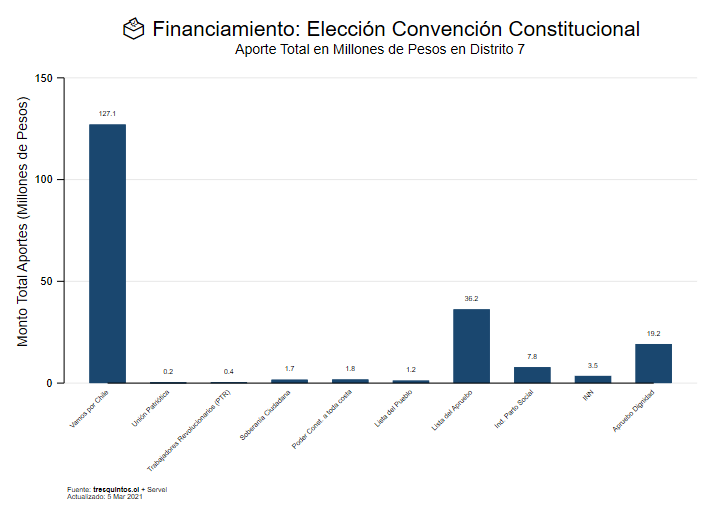 Financiamiento: Elección Convención Constitucional
Aporte Total en Millones de Pesos en Distrito 7
Monto Total Aportes (Millones de Pesos)
150
100
50
0
127.1
0.2
0.4
1.7
1.8
1.2
36.2
7.8
3.5
19.2
Vamos por Chile
Unión Patriótica
Trabajadores Revolucionarios (PTR)
Soberanía Ciudadana
Poder Const. a toda costa
Lista del Pueblo
Lista del Apruebo
Ind. Parto Social
INN
Apruebo Dignidad
Fuente: tresquintos.cl + Servel
Actualizado: 5 Mar 2021